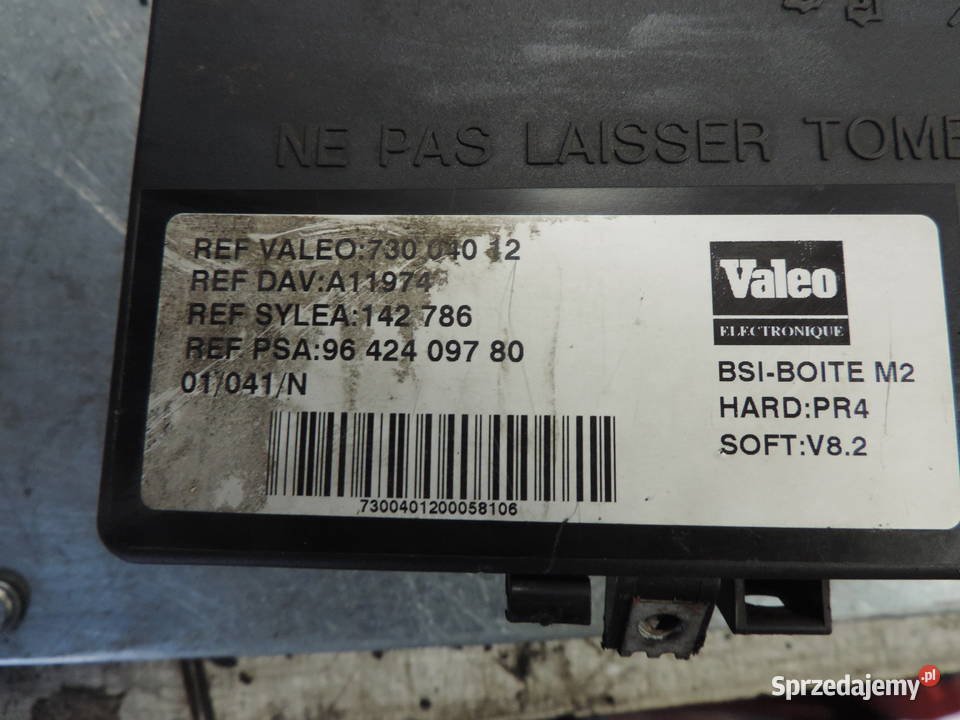 NE PAS LAISSER TOMBE
REF VALEO:730 040 12
REF DAV:A11974
REF SYLEA:142 786
REF PSA:96 424 097 80
01/041/N
7300401200058106
Valeo
ELECTRONIQUE
BSI-BOITE M2
HARD:PR4
SOFT:V8.2
Sprzedajemy.pl